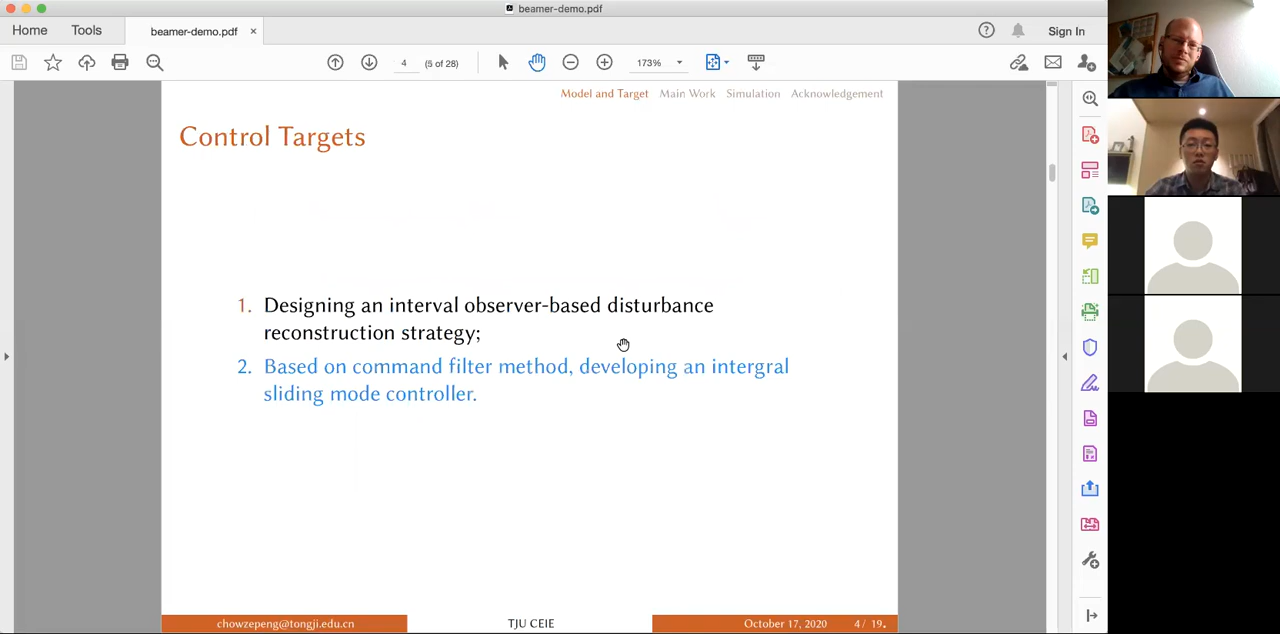 beamer-demo.pdf
Home Tools beamer-demo.pdf × Sign In
4 (5 of 28) 173%
Model and Target Main Work Simulation Acknowledgement
Control Targets
1. Designing an interval observer-based disturbance
reconstruction strategy;
2. Based on command filter method, developing an intergral
sliding mode controller.
chowzepeng@tongji.edu.cn TJU CEIE October 17, 2020 4 / 19